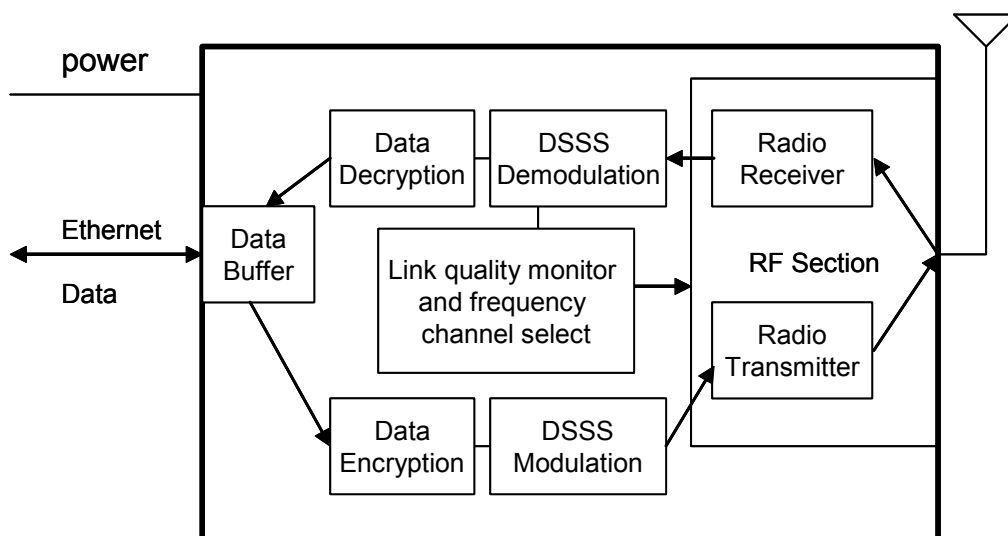 power
Data
Decryption
DSSS
Demodulation
Radio
Receiver
Ethernet
Data
Data
Buffer
Link quality monitor
and frequency
channel select
RF Section
Radio
Transmitter
Data
Encryption
DSSS
Modulation